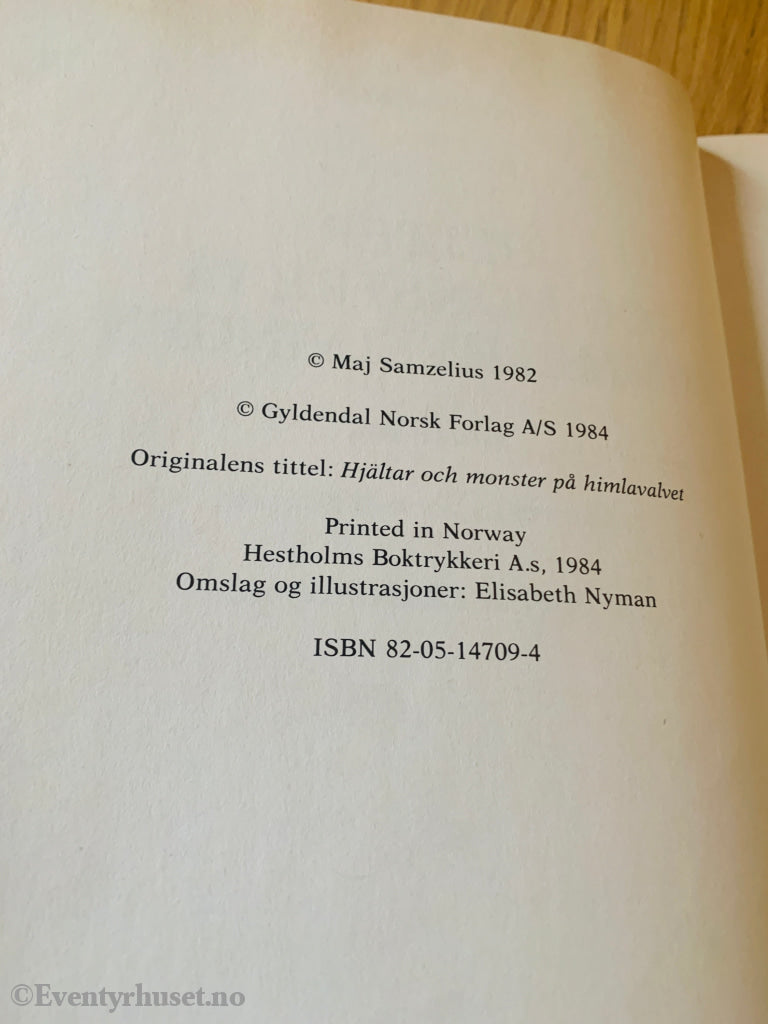 © Maj Samzelius 1982
© Gyldendal Norsk Forlag A/S 1984
Originalens tittel: Hjältar och monster på himlavalvet
Printed in Norway
Hestholms Boktrykkeri A.s, 1984
Omslag og illustrasjoner: Elisabeth Nyman
ISBN 82-05-14709-4
©Eventyrhuset.no